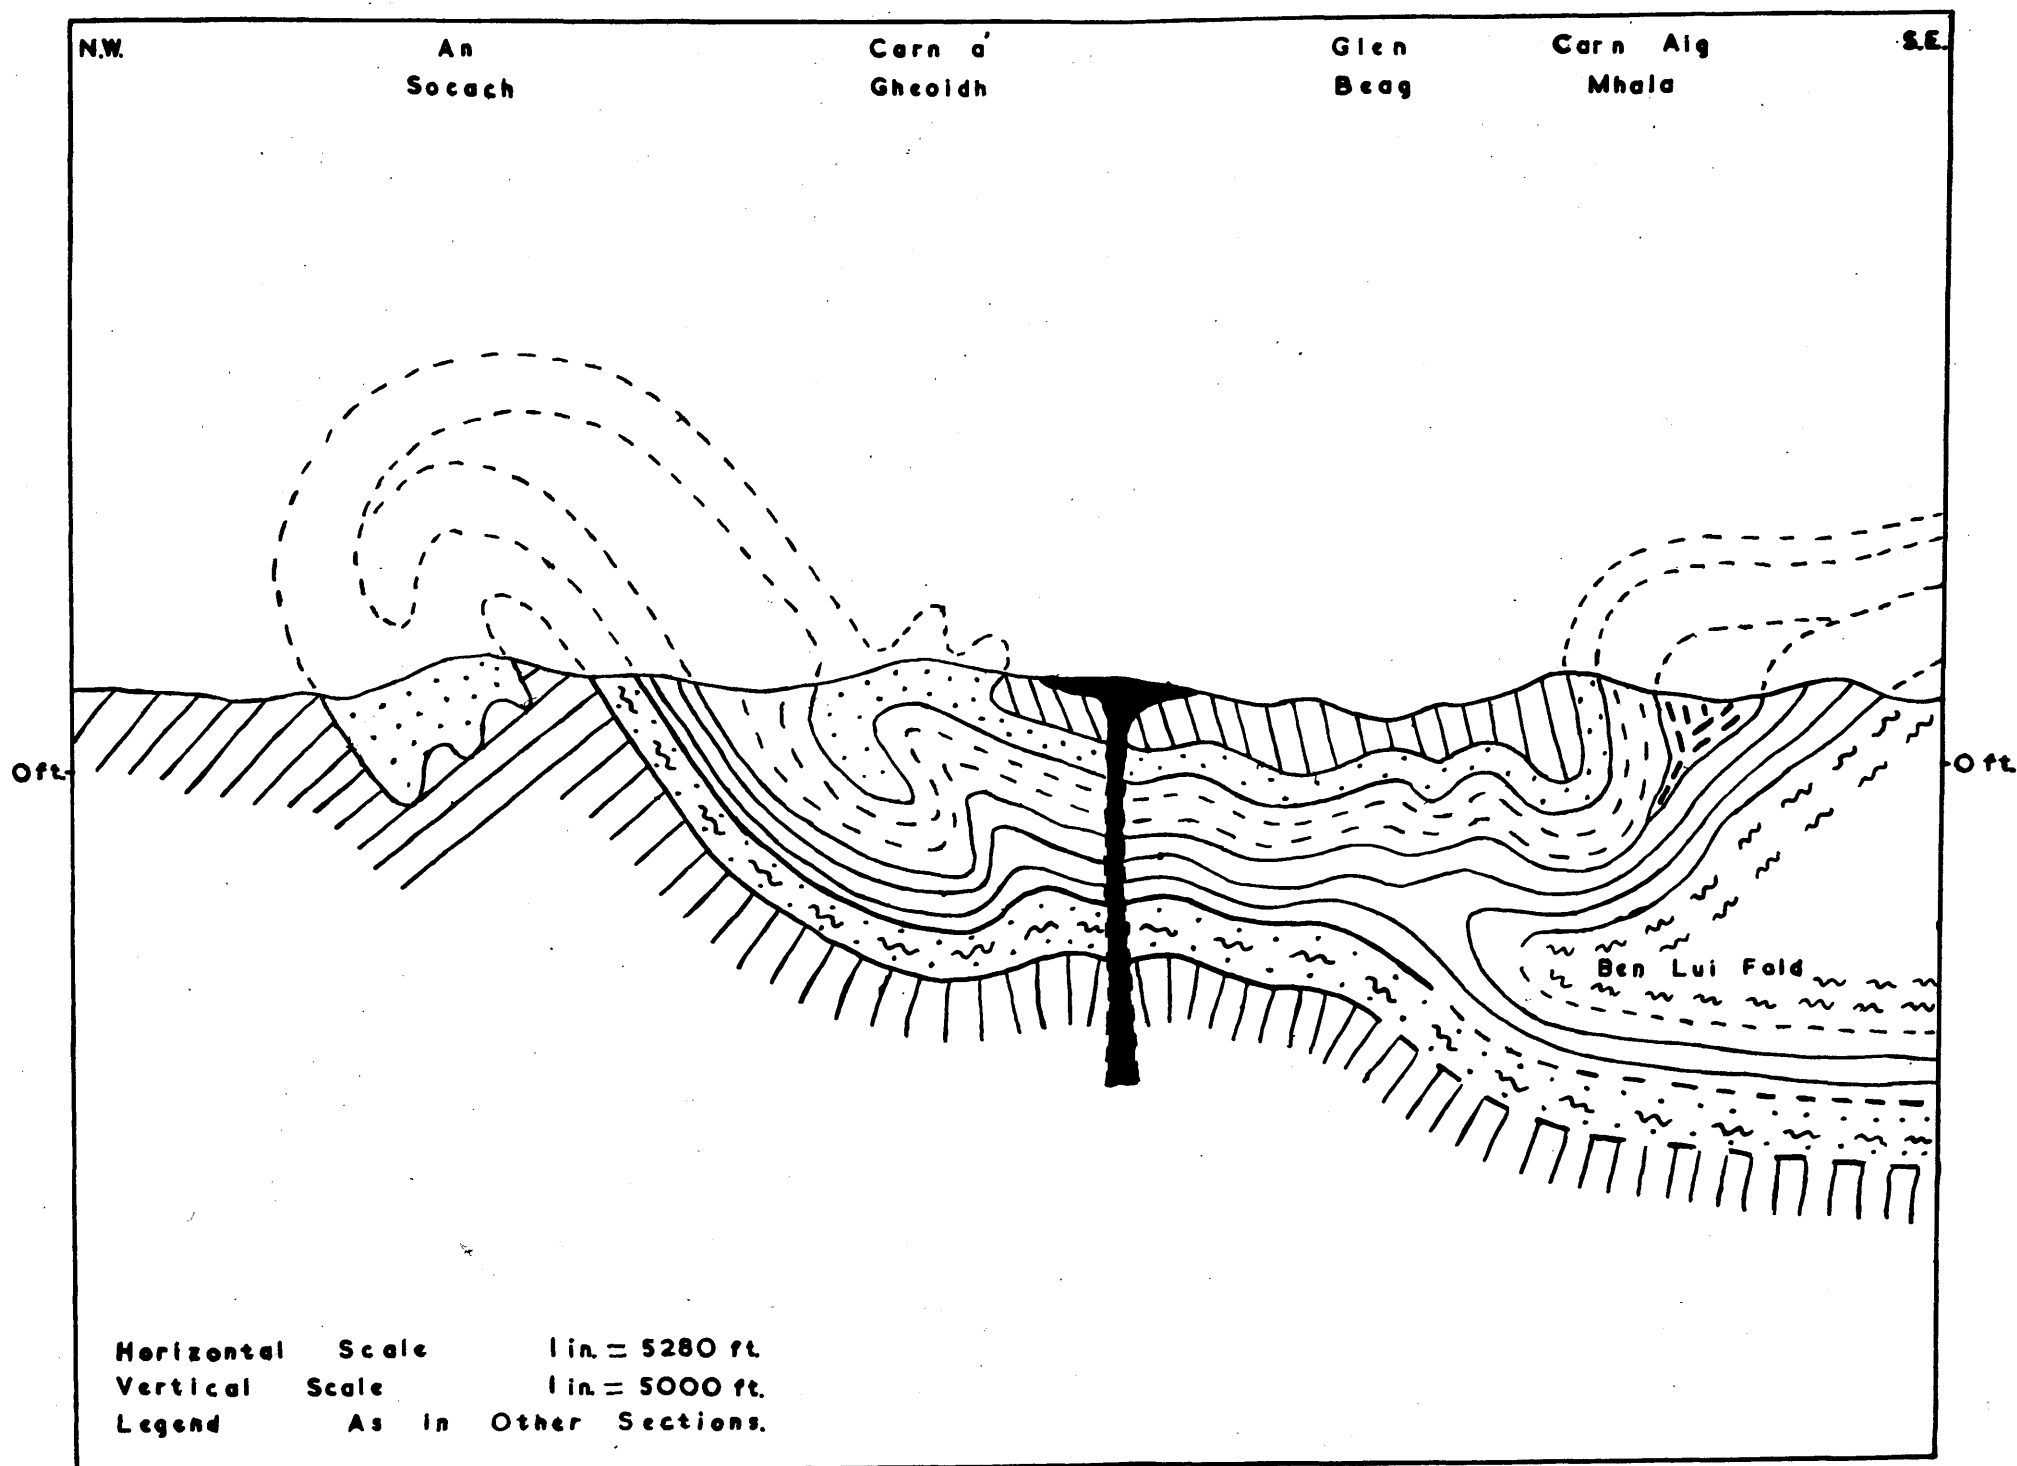 N.W.
An
Socach
Carn a'
Gheoidh
Glen
Beag
Carn Aig
Mhala
S.E.
0 ft.
0 ft.
Ben Lui Fold
Horizontal Scale 1 in. = 5280 ft.
Vertical Scale 1 in. = 5000 ft.
Legend As in Other Sections.